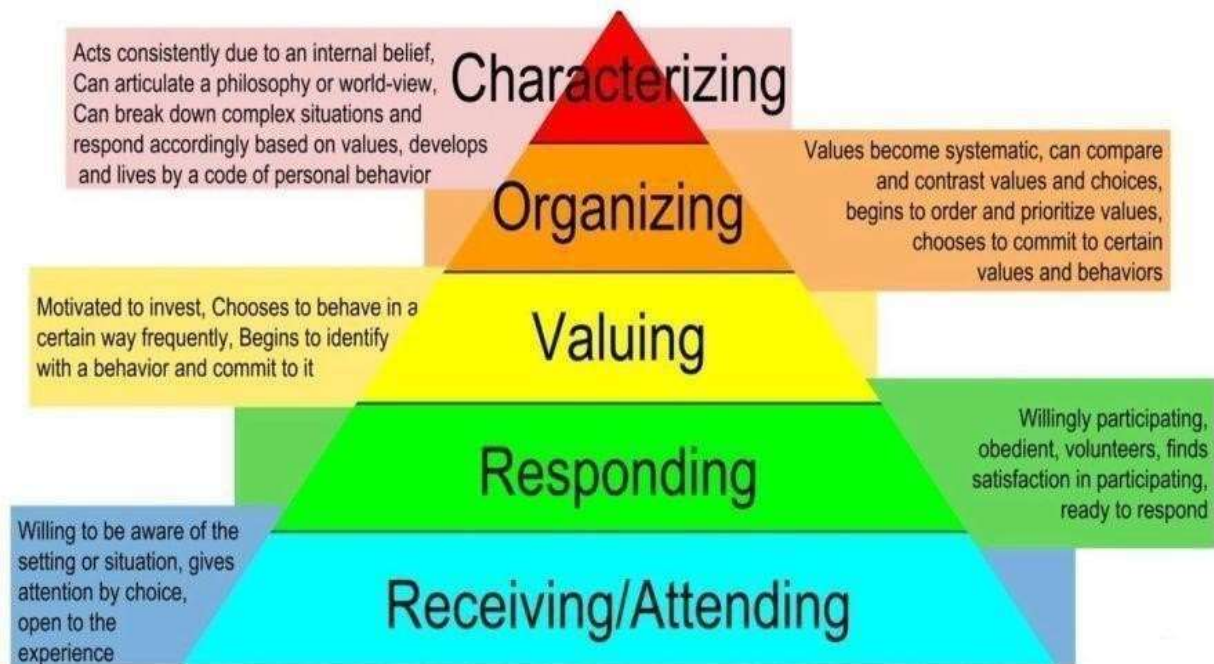 Acts consistently due to an internal belief,
Can articulate a philosophy or world-view,
Can break down complex situations and
respond accordingly based on values, develops
and lives by a code of personal behavior
Characterizing
Organizing
Values become systematic, can compare
and contrast values and choices,
begins to order and prioritize values,
chooses to commit to certain
values and behaviors
Motivated to invest, Chooses to behave in a
certain way frequently, Begins to identify
with a behavior and commit to it
Valuing
Responding
Willingly participating,
obedient, volunteers, finds
satisfaction in participating,
ready to respond
Willing to be aware of the
setting or situation, gives
attention by choice,
open to the
experience
Receiving/Attending